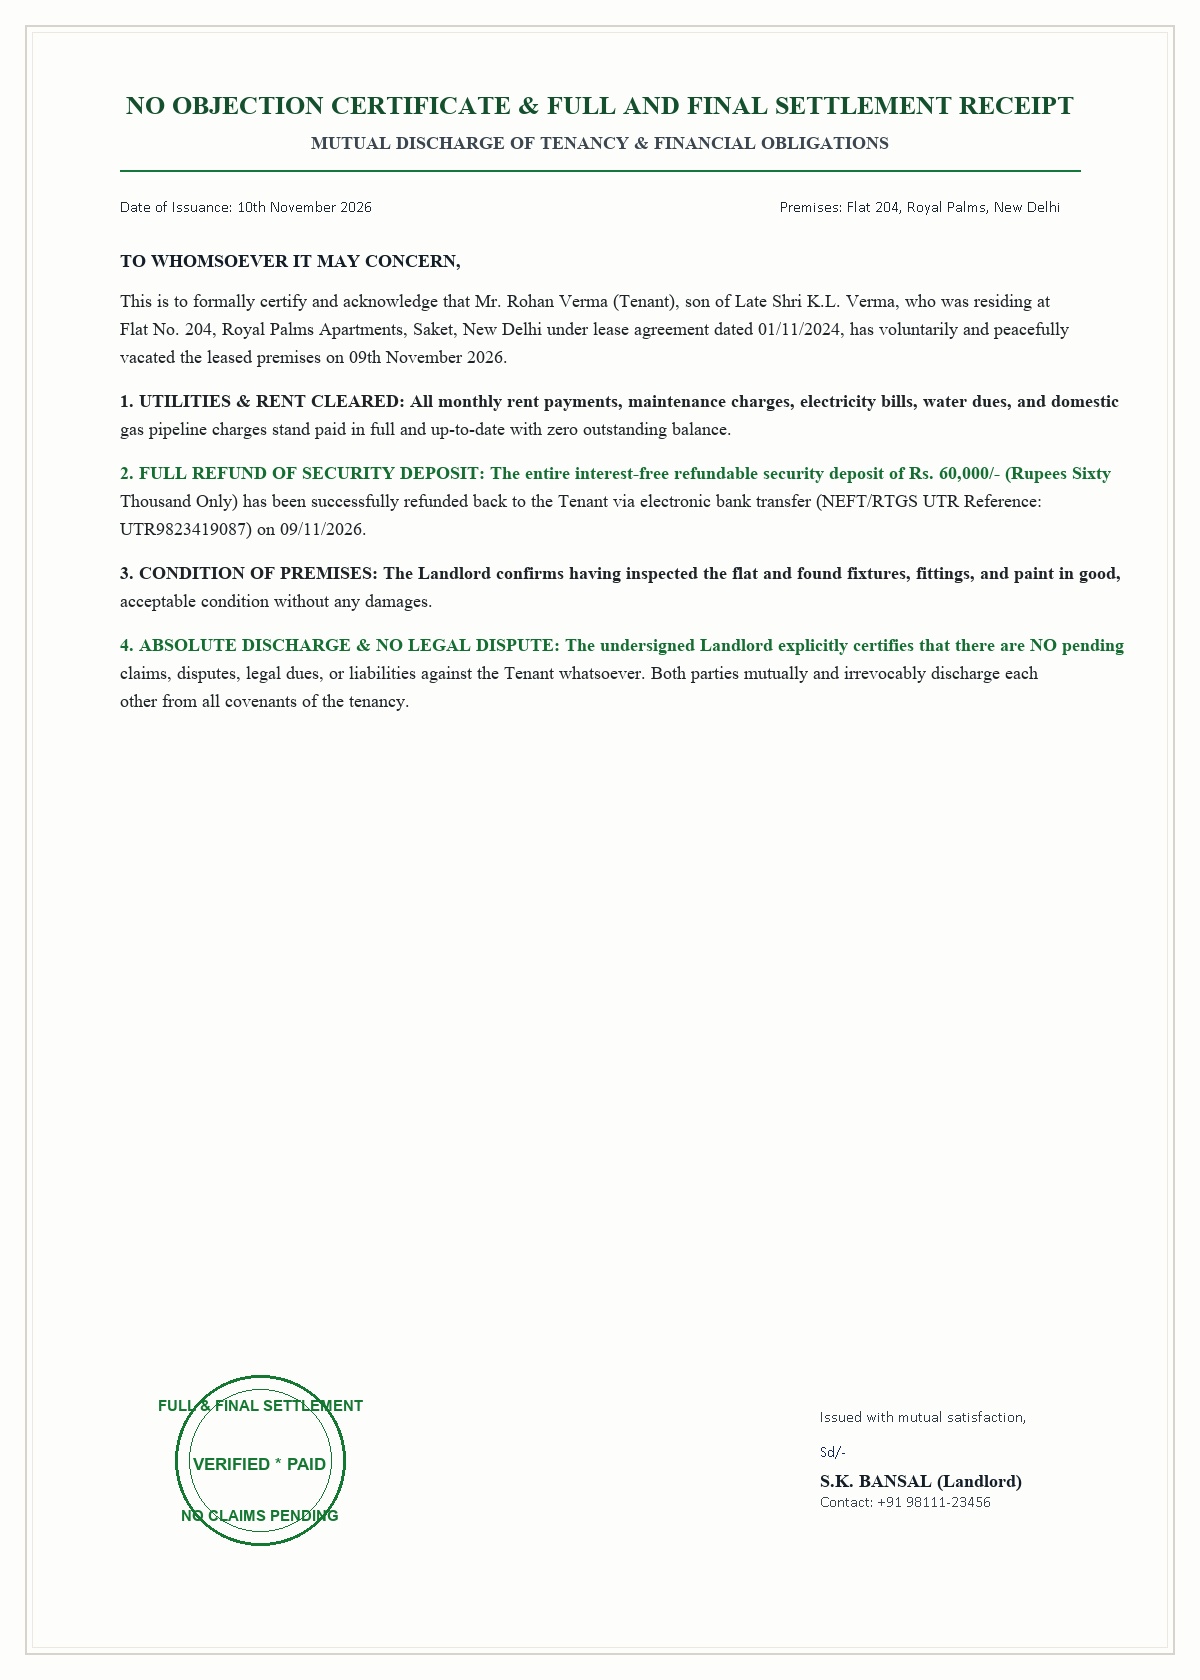 NO OBJECTION CERTIFICATE & FULL AND FINAL SETTLEMENT RECEIPT
MUTUAL DISCHARGE OF TENANCY & FINANCIAL OBLIGATIONS
Date of Issuance: 10th November 2026
Premises: Flat 204, Royal Palms, New Delhi
TO WHOMSOEVER IT MAY CONCERN,
This is to formally certify and acknowledge that Mr. Rohan Verma (Tenant), son of Late Shri K.L. Verma, who was residing at
Flat No. 204, Royal Palms Apartments, Saket, New Delhi under lease agreement dated 01/11/2024, has voluntarily and peacefully
vacated the leased premises on 09th November 2026.
1. UTILITIES & RENT CLEARED: All monthly rent payments, maintenance charges, electricity bills, water dues, and domestic
gas pipeline charges stand paid in full and up-to-date with zero outstanding balance.
2. FULL REFUND OF SECURITY DEPOSIT: The entire interest-free refundable security deposit of Rs. 60,000/- (Rupees Sixty
Thousand Only) has been successfully refunded back to the Tenant via electronic bank transfer (NEFT/RTGS UTR Reference:
UTR9823419087) on 09/11/2026.
3. CONDITION OF PREMISES: The Landlord confirms having inspected the flat and found fixtures, fittings, and paint in good,
acceptable condition without any damages.
4. ABSOLUTE DISCHARGE & NO LEGAL DISPUTE: The undersigned Landlord explicitly certifies that there are NO pending
claims, disputes, legal dues, or liabilities against the Tenant whatsoever. Both parties mutually and irrevocably discharge each
other from all covenants of the tenancy.
FULL & FINAL SETTLEMENT
VERIFIED * PAID
NO CLAIMS PENDING
Issued with mutual satisfaction,
Sd/-
S.K. BANSAL (Landlord)
Contact: +91 98111-23456